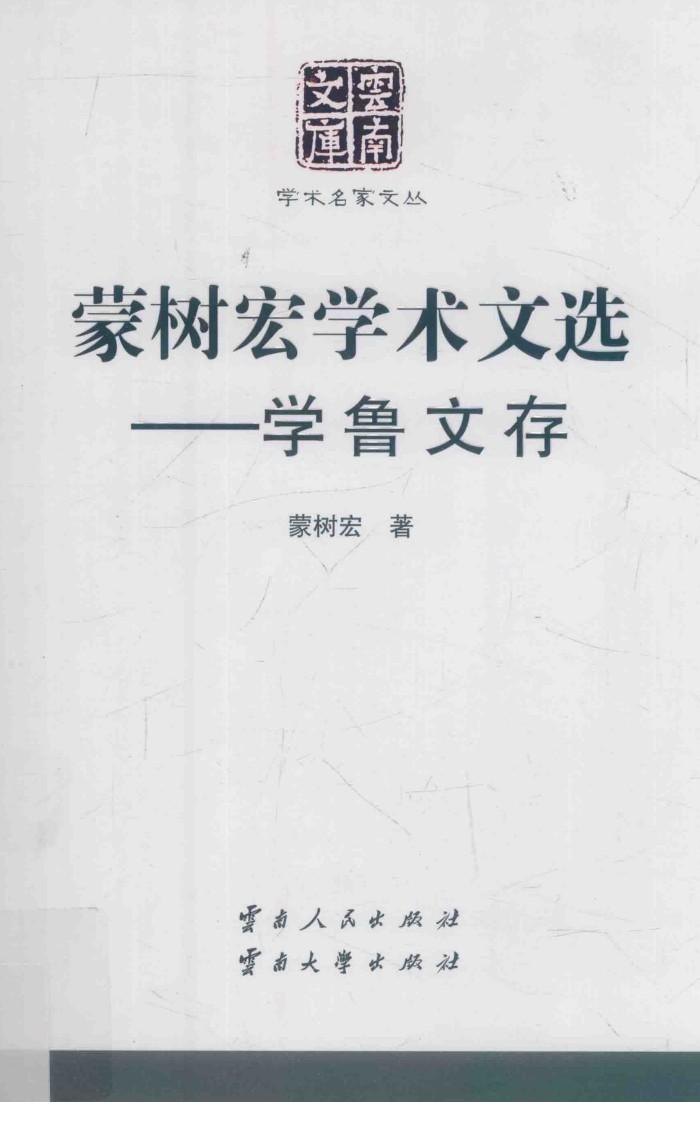 雲南
文庫
学术名家文丛
蒙树宏学术文选
——学鲁文存
蒙树宏 著
雲南人民出版社
雲南大學出版社